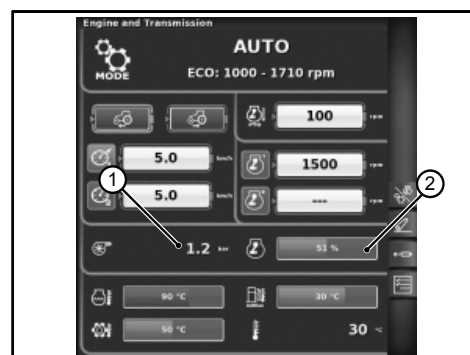 Engine and Transmission
AUTO
MODE
ECO: 1000 - 1710 rpm
100 rpm
5.0 km/h
1500 rpm
5.0 km/h
--- rpm
1
2
1.2 bar
51 %
90 °C
30 °C
50 °C
30 °C